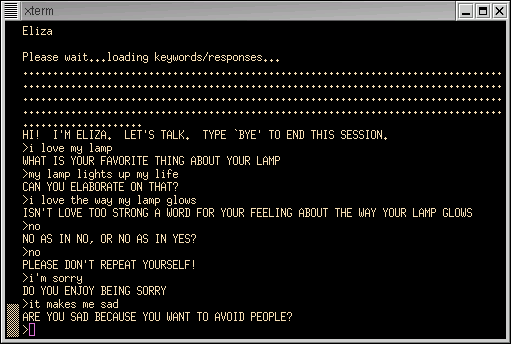 xterm
Eliza
Please wait...loading keywords/responses...
................................................................................
................................................................................
................................................................................
................................................................................
....................
HI!  I'M ELIZA.  LET'S TALK.  TYPE `BYE' TO END THIS SESSION.
>i love my lamp
WHAT IS YOUR FAVORITE THING ABOUT YOUR LAMP
>my lamp lights up my life
CAN YOU ELABORATE ON THAT?
>i love the way my lamp glows
ISN'T LOVE TOO STRONG A WORD FOR YOUR FEELING ABOUT THE WAY YOUR LAMP GLOWS
>no
NO AS IN NO, OR NO AS IN YES?
>no
PLEASE DON'T REPEAT YOURSELF!
>i'm sorry
DO YOU ENJOY BEING SORRY
>it makes me sad
ARE YOU SAD BECAUSE YOU WANT TO AVOID PEOPLE?
>